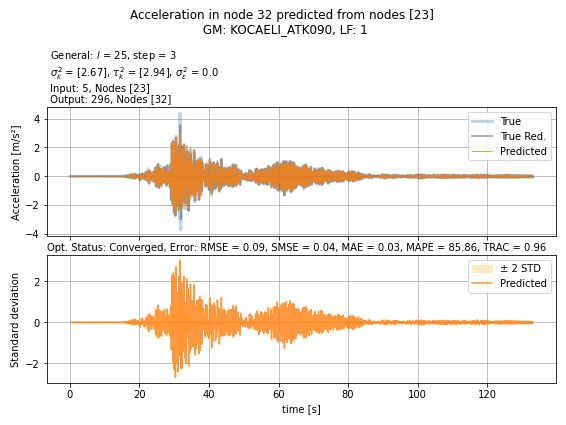 Acceleration in node 32 predicted from nodes [23]
GM: KOCAELI_ATK090, LF: 1
General: l = 25, step = 3
σ²ₖ = [2.67], τ²ₖ = [2.94], σ²ε = 0.0
Input: 5, Nodes [23]
Output: 296, Nodes [32]
Acceleration [m/s²]
4
2
0
−2
−4
True
True Red.
Predicted
Opt. Status: Converged, Error: RMSE = 0.09, SMSE = 0.04, MAE = 0.03, MAPE = 85.86, TRAC = 0.96
Standard deviation
2
0
−2
± 2 STD
Predicted
0 20 40 60 80 100 120
time [s]